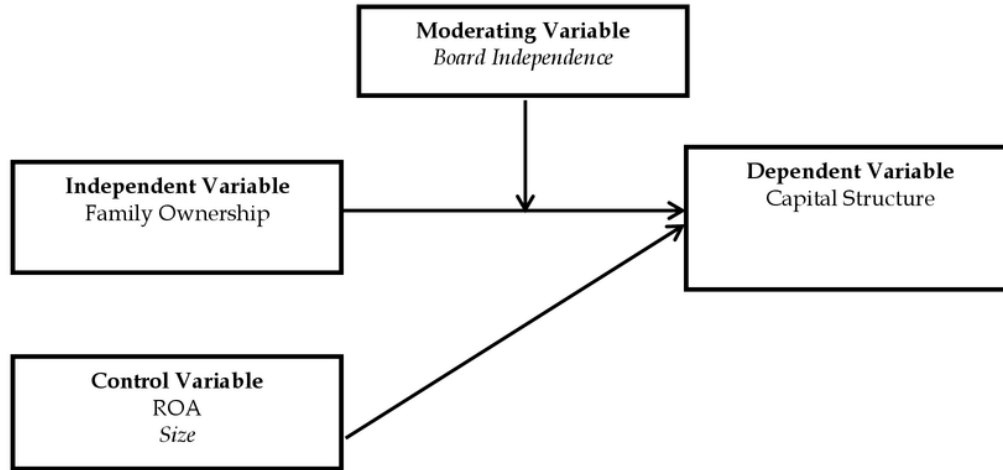 Moderating Variable
Board Independence
Independent Variable
Family Ownership
Dependent Variable
Capital Structure
Control Variable
ROA
Size